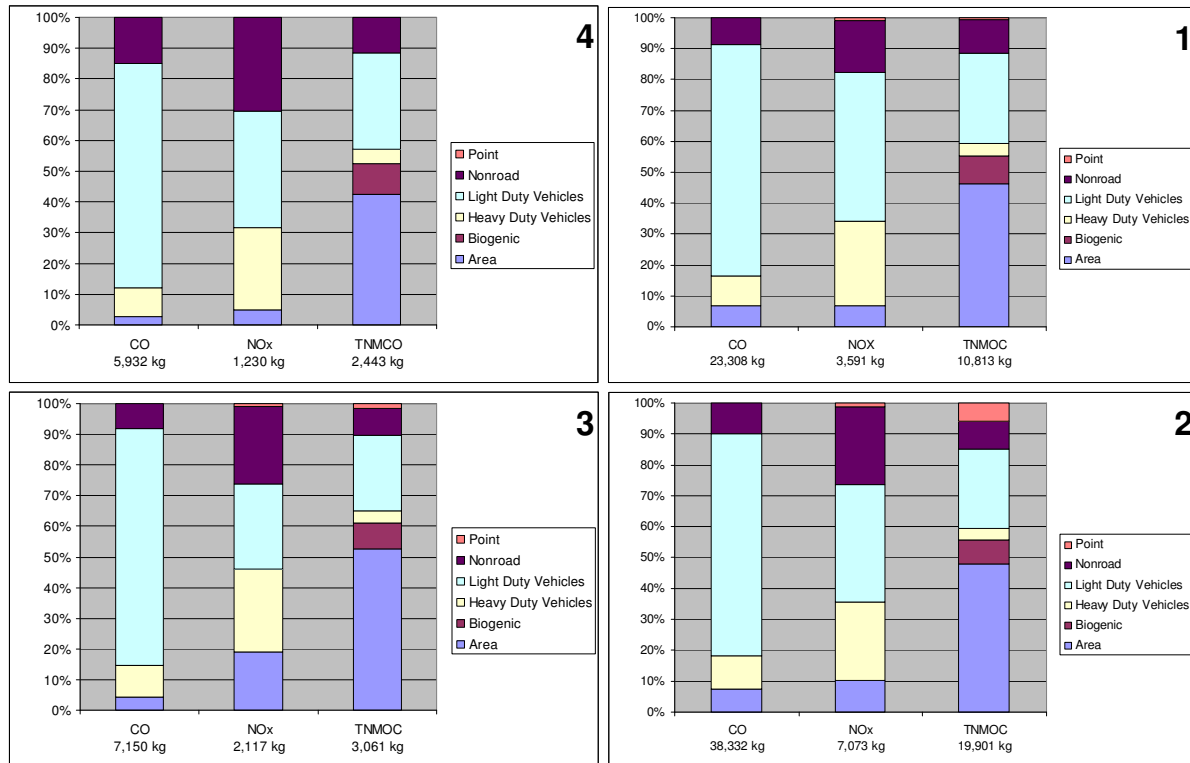 4
100%
90%
80%
70%
60%
50%
40%
30%
20%
10%
0%
CO NOx TNMCO
5,932 kg 1,230 kg 2,443 kg
Point
Nonroad
Light Duty Vehicles
Heavy Duty Vehicles
Biogenic
Area
1
100%
90%
80%
70%
60%
50%
40%
30%
20%
10%
0%
CO NOX TNMOC
23,308 kg 3,591 kg 10,813 kg
Point
Nonroad
Light Duty Vehicles
Heavy Duty Vehicles
Biogenic
Area
3
100%
90%
80%
70%
60%
50%
40%
30%
20%
10%
0%
CO NOx TNMOC
7,150 kg 2,117 kg 3,061 kg
Point
Nonroad
Light Duty Vehicles
Heavy Duty Vehicles
Biogenic
Area
2
100%
90%
80%
70%
60%
50%
40%
30%
20%
10%
0%
CO NOx TNMOC
38,332 kg 7,073 kg 19,901 kg
Point
Nonroad
Light Duty Vehicles
Heavy Duty Vehicles
Biogenic
Area